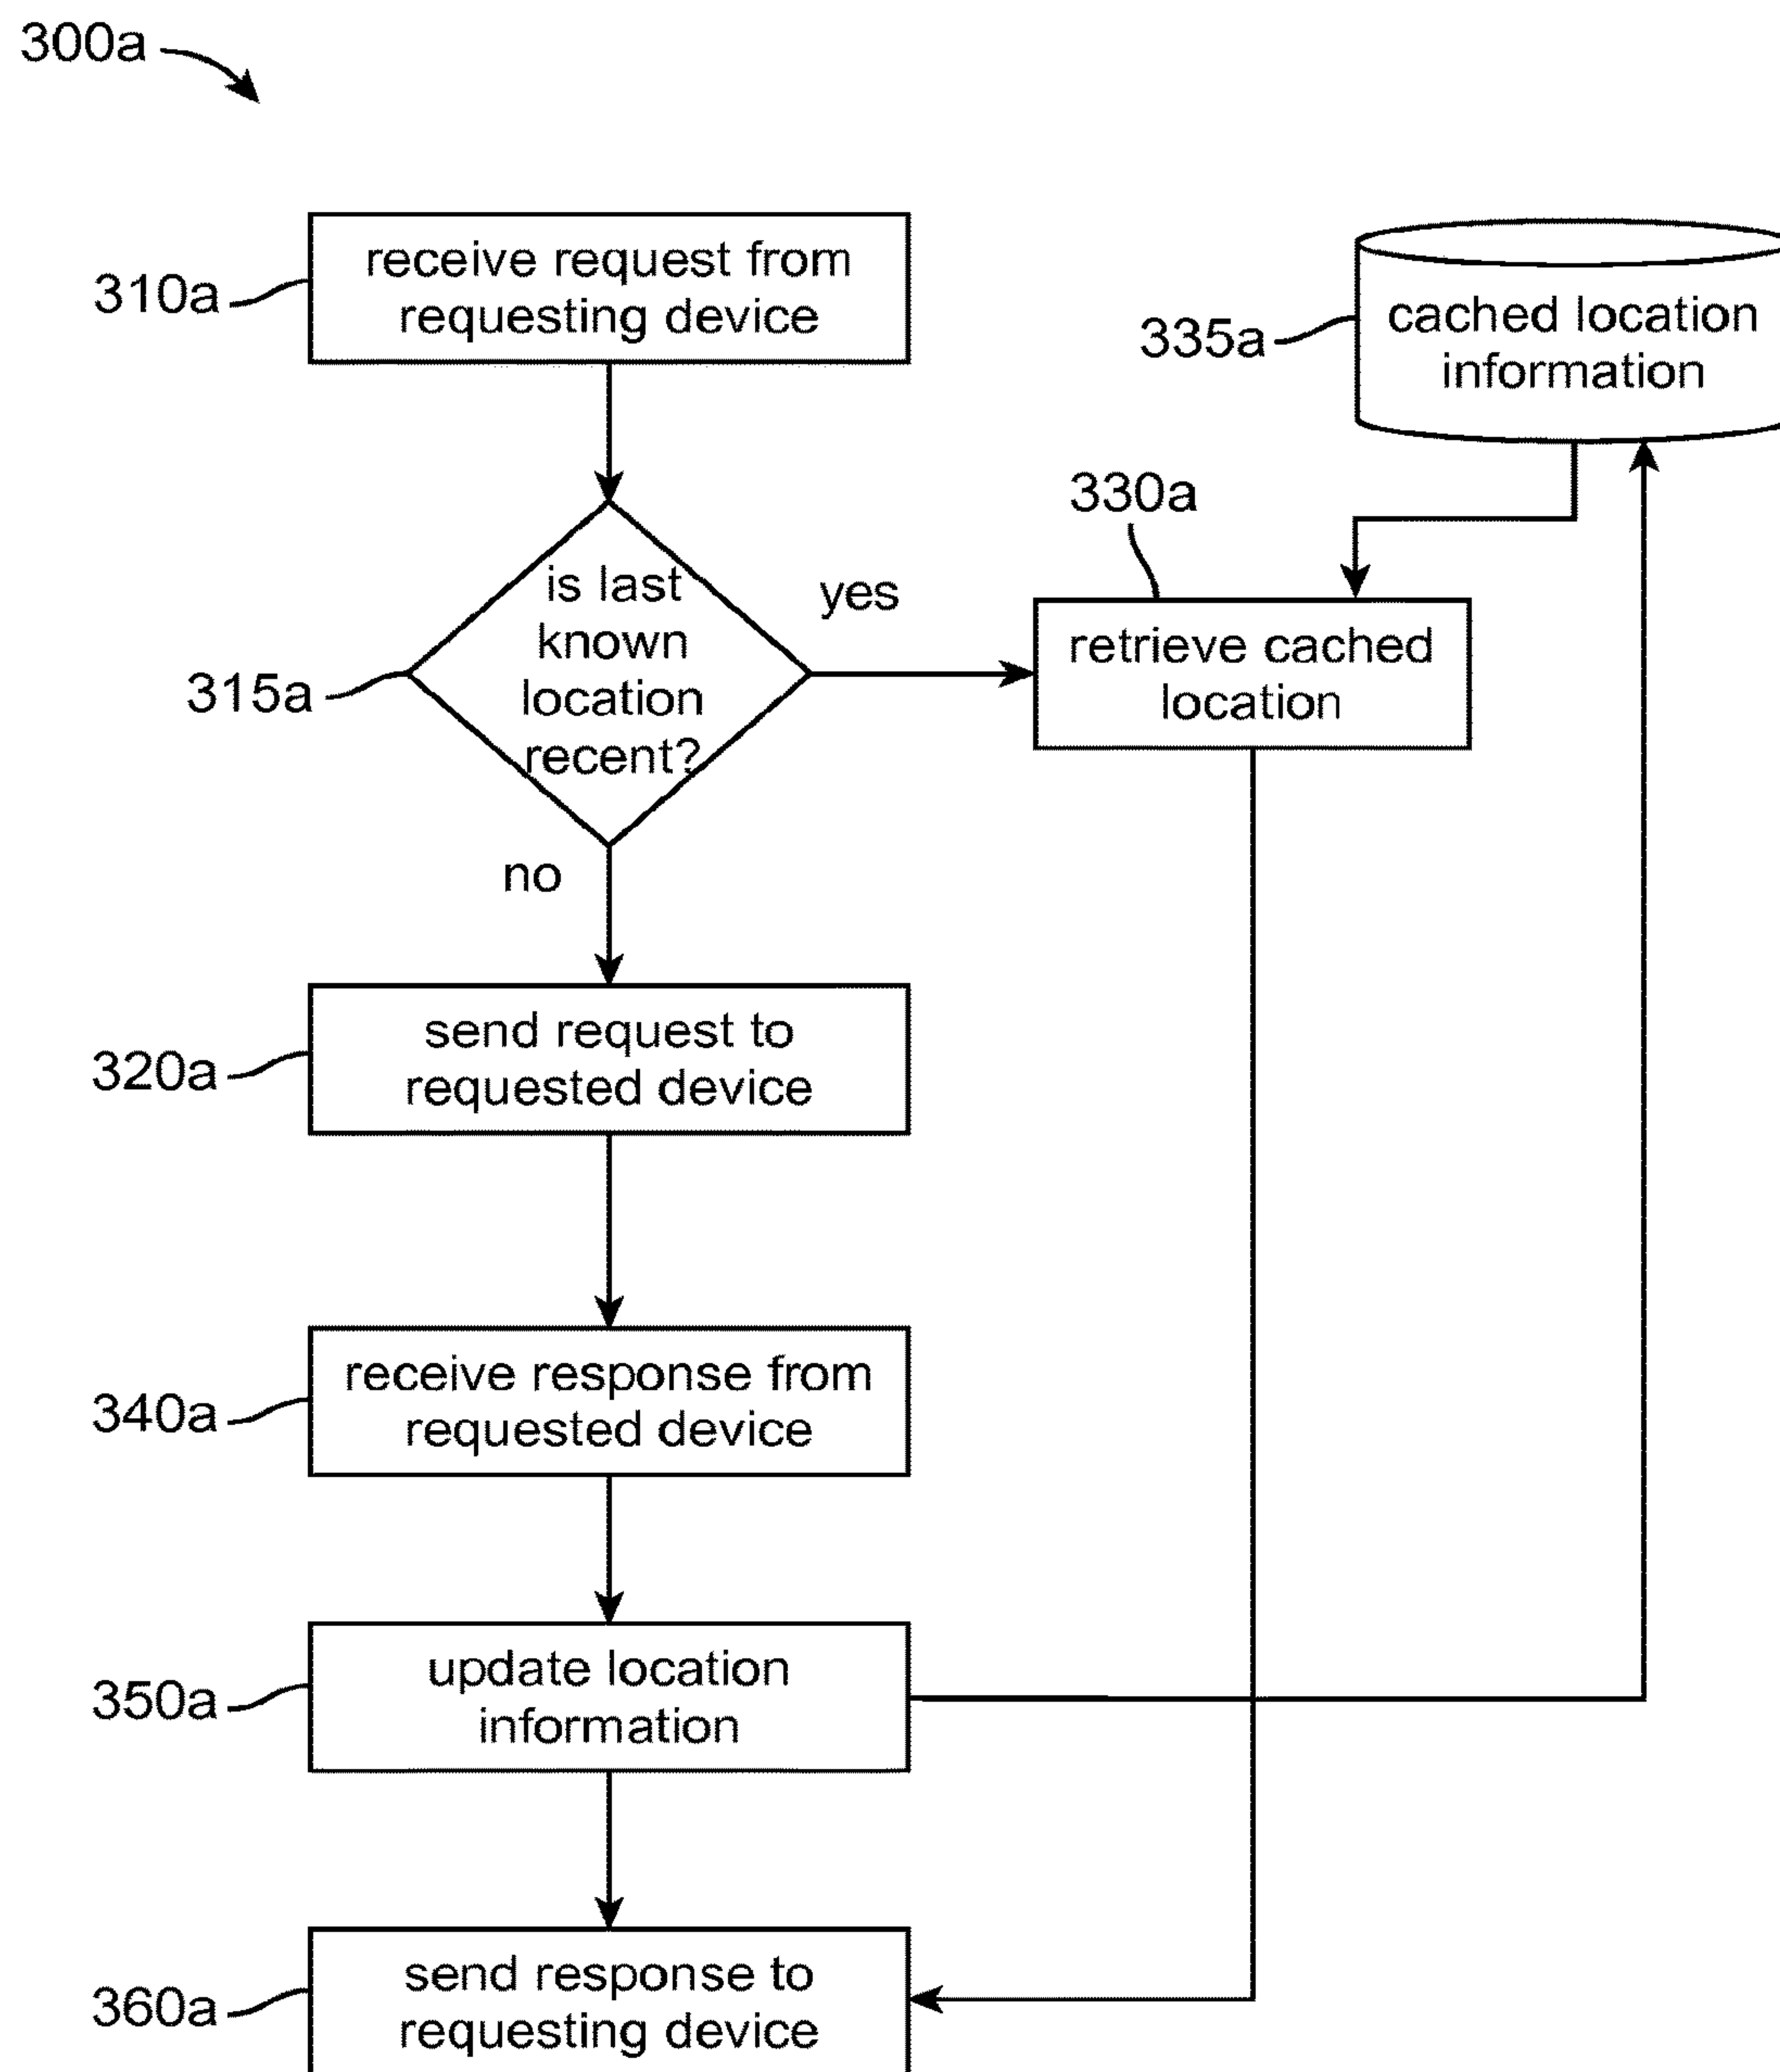 300a
310a
receive request from
requesting device
335a
cached location
information
315a
is last
known
location
recent?
yes
330a
retrieve cached
location
no
320a
send request to
requested device
340a
receive response from
requested device
350a
update location
information
360a
send response to
requesting device